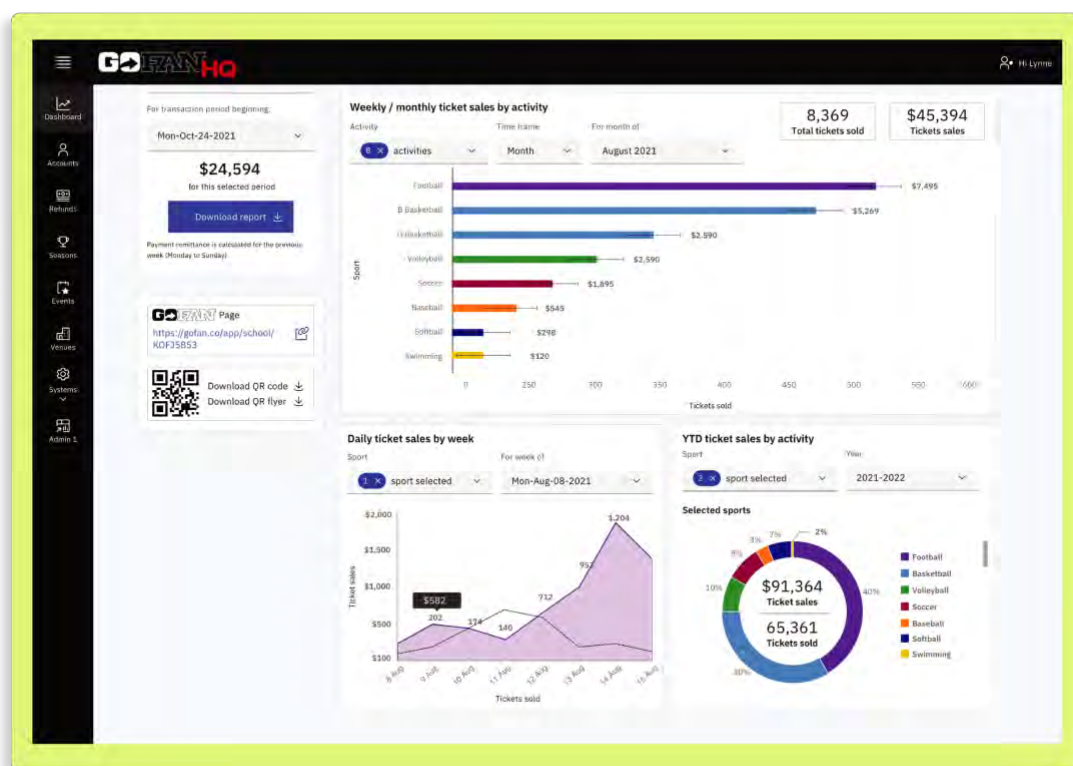 GOFAN HQ
Hi Lynne
Dashboard
Accounts
Refunds
Seasons
Events
Venues
Systems
Admin 1
For transaction period beginning:
Mon-Oct-24-2021
$24,594
for this selected period
Download report
Payment remittance is calculated for the previous
week (Monday to Sunday)
GOFAN Page
https://gofan.co/app/school/
KOFJ5853
Download QR code
Download QR flyer
Weekly / monthly ticket sales by activity
8,369
Total tickets sold
$45,394
Tickets sales
Activity
Time frame
For month of
8 × activities
Month
August 2021
Sport
Football
$7,495
B Basketball
$5,269
G Basketball
$2,890
Volleyball
$2,590
Soccer
$1,895
Baseball
$545
Softball
$298
Swimming
$120
0 250 300 350 400 450 500 550 600
Tickets sold
Daily ticket sales by week
Sport
For week of
1 × sport selected
Mon-Aug-08-2021
Ticket sales
$2,000
$1,500
$1,000
$500
$100
$582
202
174
146
712
952
1,204
8 Aug
9 Aug
10 Aug
11 Aug
12 Aug
13 Aug
14 Aug
15 Aug
Tickets sold
YTD ticket sales by activity
Sport
Year
sport selected
2021-2022
Selected sports
2%
7%
3%
8%
10%
30%
40%
$91,364
Ticket sales
65,361
Tickets sold
Football
Basketball
Volleyball
Soccer
Baseball
Softball
Swimming